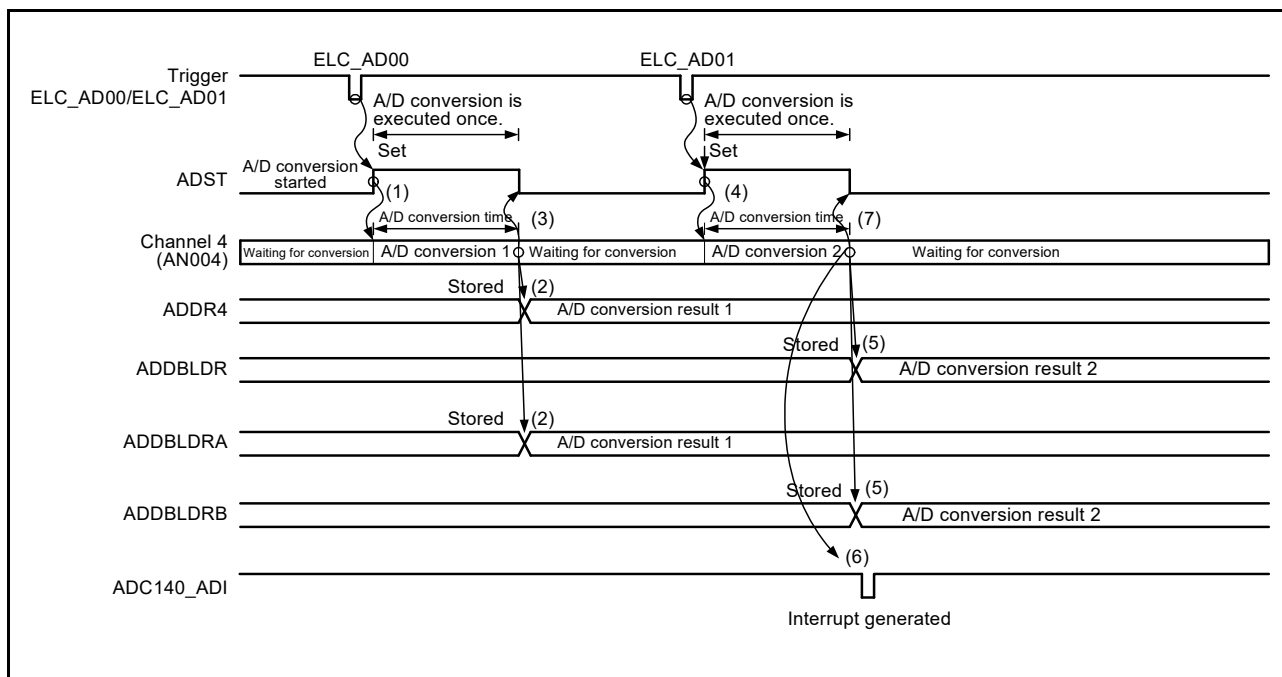 ELC_AD00
ELC_AD01
Trigger
ELC_AD00/ELC_AD01
A/D conversion is
executed once.
A/D conversion is
executed once.
Set
Set
A/D conversion
started
ADST
(1)
(4)
A/D conversion time
(3)
A/D conversion time
(7)
Channel 4
(AN004)
Waiting for conversion
A/D conversion 1
Waiting for conversion
A/D conversion 2
Waiting for conversion
Stored
(2)
ADDR4
A/D conversion result 1
Stored
(5)
ADDBLDR
A/D conversion result 2
Stored
(2)
ADDBLDRA
A/D conversion result 1
Stored
(5)
ADDBLDRB
A/D conversion result 2
(6)
ADC140_ADI
Interrupt generated